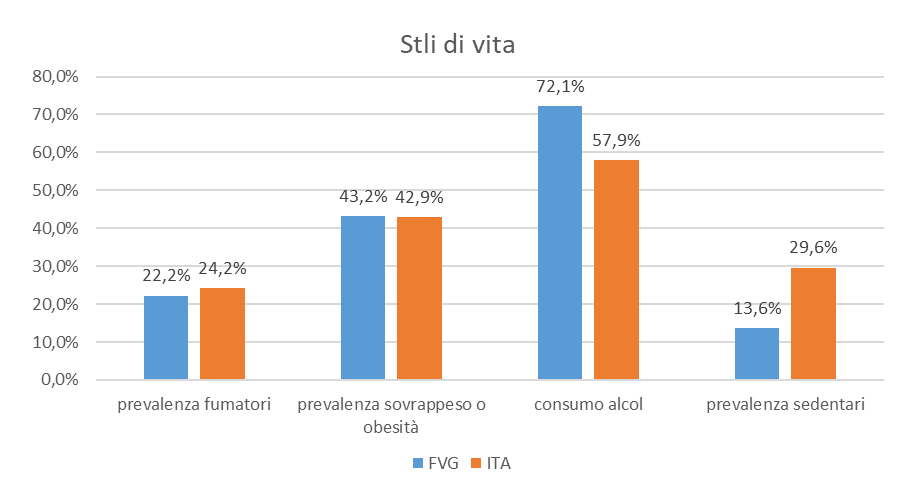 Stli di vita
80,0%
70,0%
60,0%
50,0%
40,0%
30,0%
20,0%
10,0%
0,0%
22,2%
24,2%
43,2%
42,9%
72,1%
57,9%
13,6%
29,6%
prevalenza fumatori
prevalenza sovrappeso o
obesità
consumo alcol
prevalenza sedentari
FVG
ITA